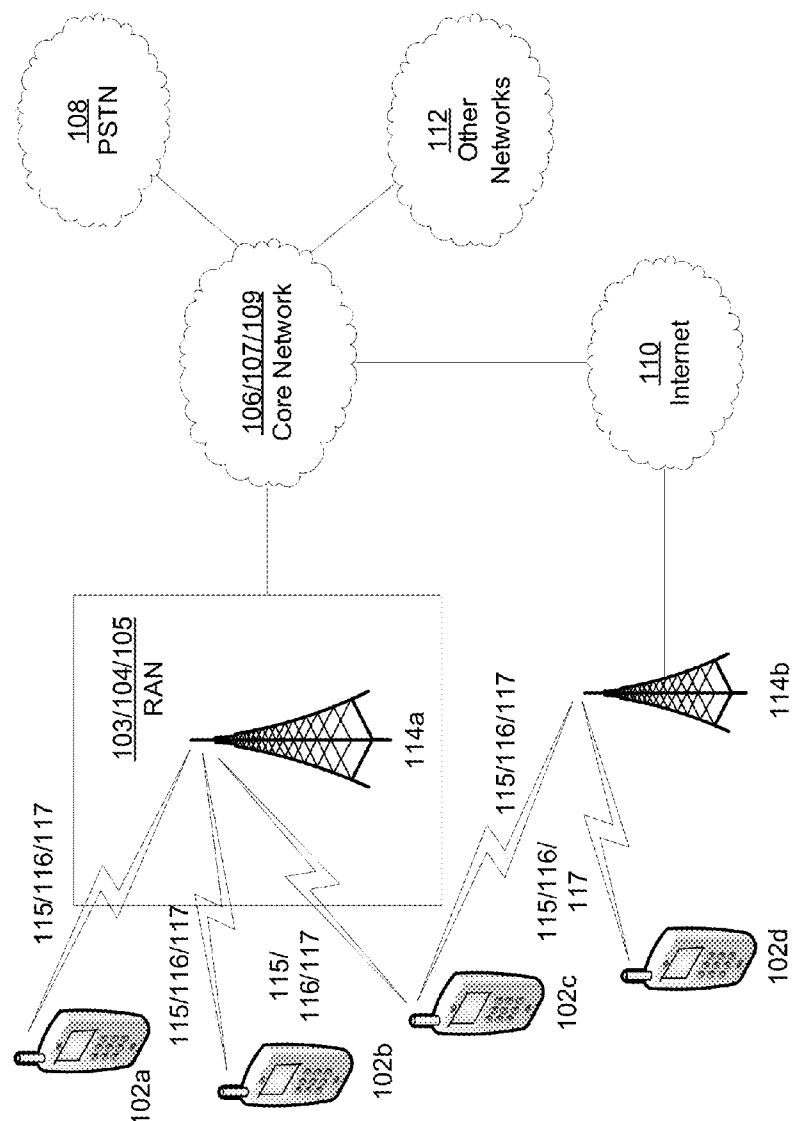 102a
115/116/117
102b
115/116/117
115/
116/117
102c
115/116/117
102d
115/116/
117
103/104/105
RAN
114a
114b
106/107/109
Core Network
108
PSTN
112
Other
Networks
110
Internet